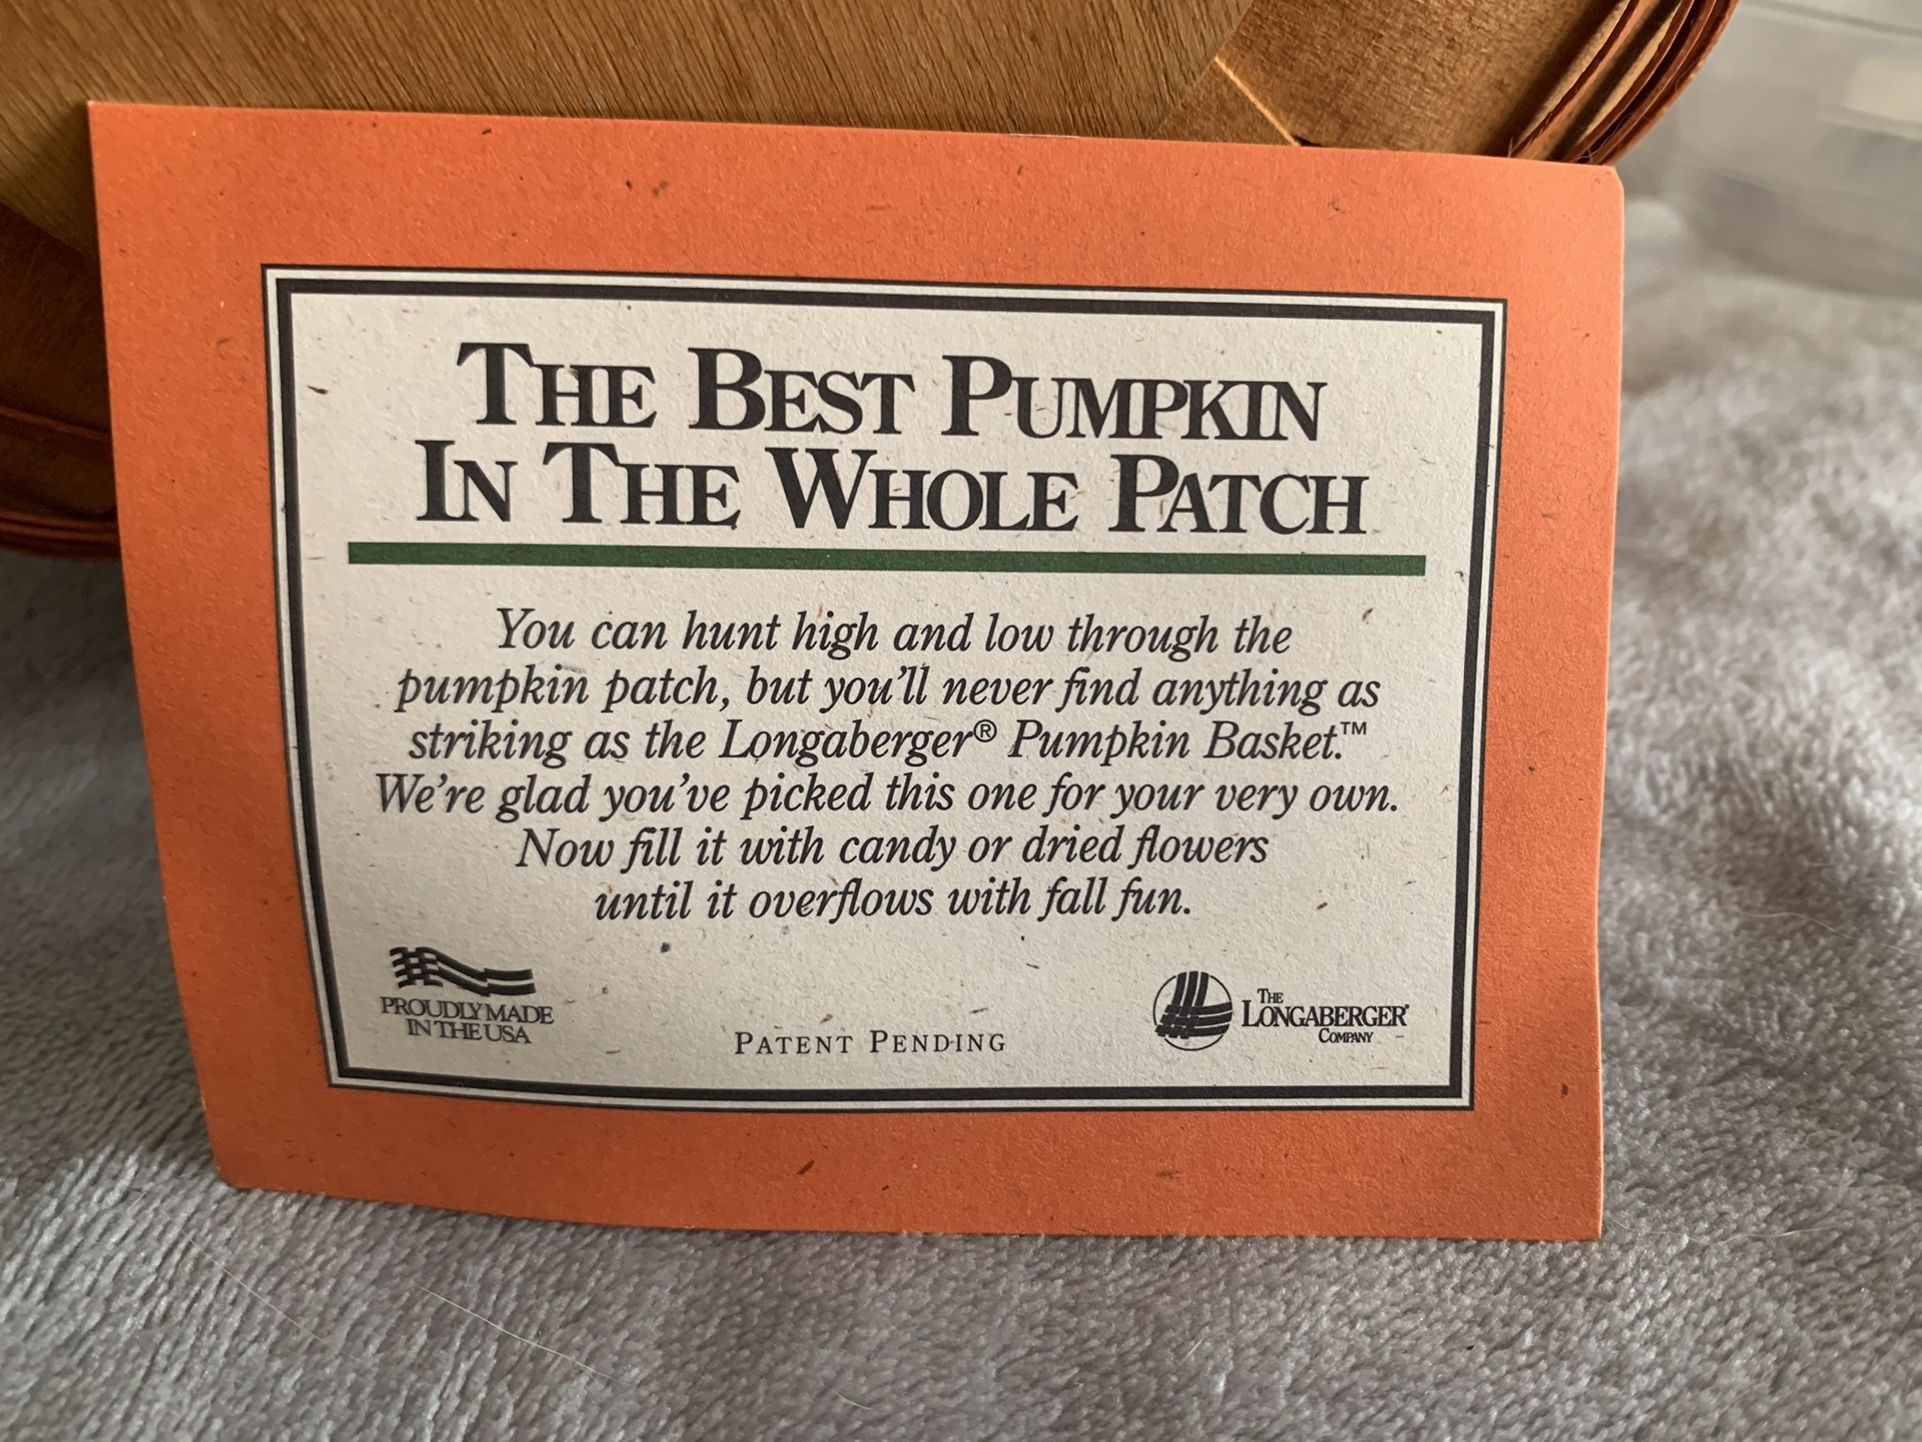 THE BEST PUMPKIN
IN THE WHOLE PATCH
You can hunt high and low through the
pumpkin patch, but you'll never find anything as
striking as the Longaberger® Pumpkin Basket.™
We're glad you've picked this one for your very own.
Now fill it with candy or dried flowers
until it overflows with fall fun.
PROUDLY MADE
IN THE USA
PATENT PENDING
THE
LONGABERGER®
COMPANY